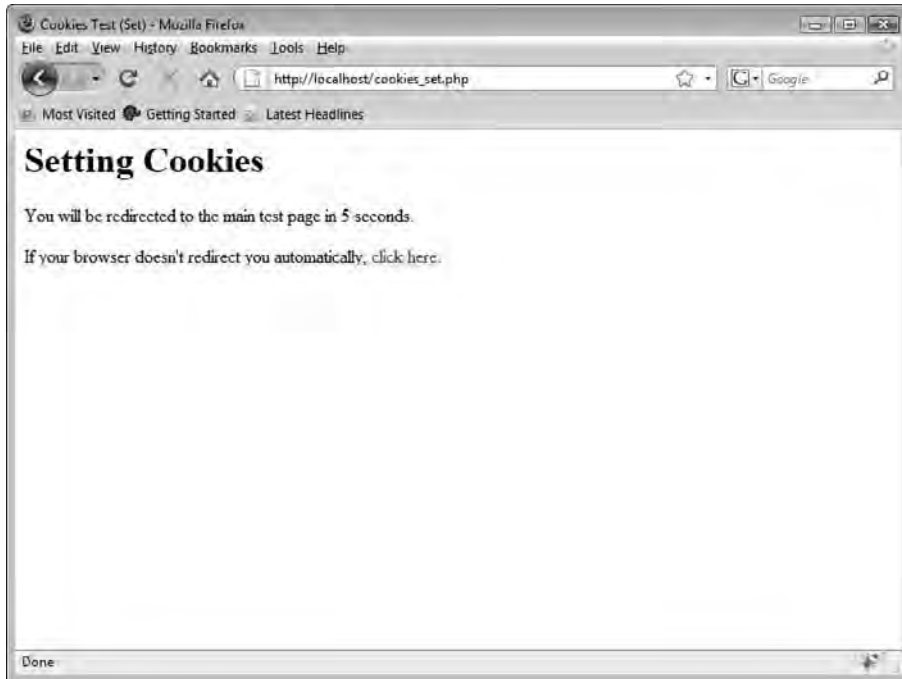 Cookies Test (Set) - Mozilla Firefox
File Edit View History Bookmarks Tools Help
http://localhost/cookies_set.php
G Google
Most Visited Getting Started Latest Headlines
Setting Cookies
You will be redirected to the main test page in 5 seconds.
If your browser doesn't redirect you automatically, click here.
Done